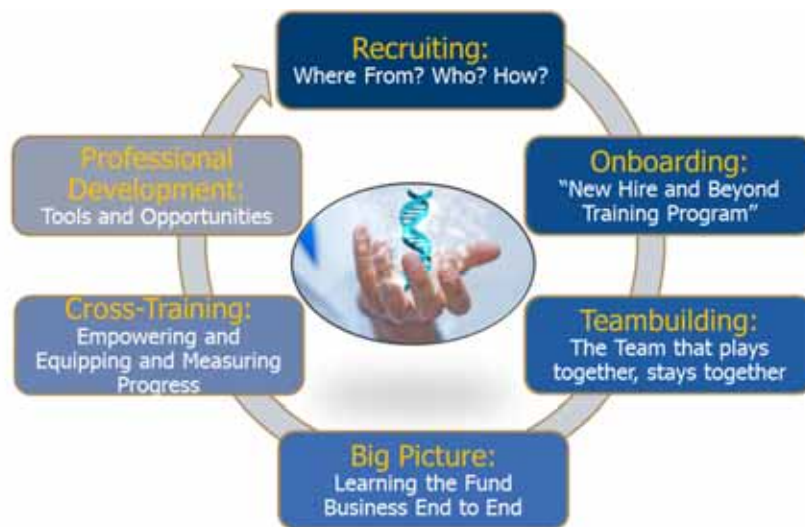 Recruiting:
Where From? Who? How?
Onboarding:
“New Hire and Beyond
Training Program”
Teambuilding:
The Team that plays
together, stays together
Big Picture:
Learning the Fund
Business End to End
Cross-Training:
Empowering and
Equipping and Measuring
Progress
Professional
Development:
Tools and Opportunities